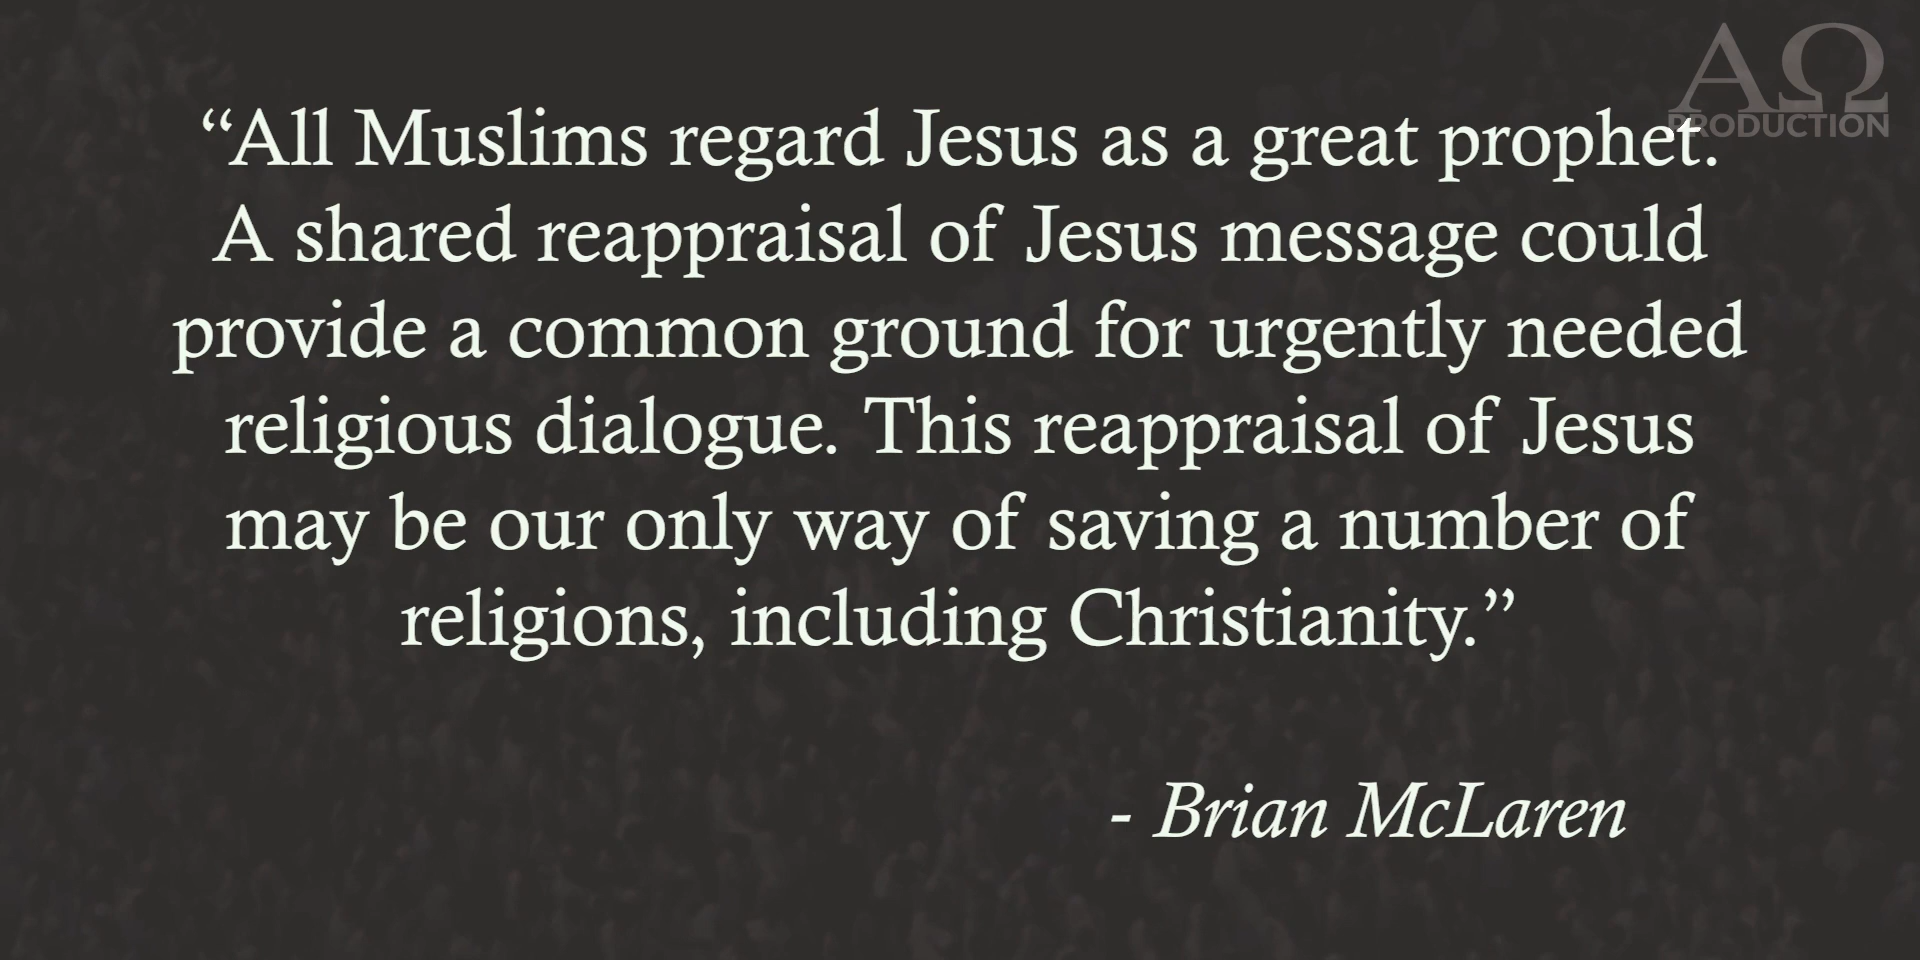 ΑΩ
PRODUCTION
“All Muslims regard Jesus as a great prophet.
A shared reappraisal of Jesus message could
provide a common ground for urgently needed
religious dialogue. This reappraisal of Jesus
may be our only way of saving a number of
religions, including Christianity.”
- Brian McLaren